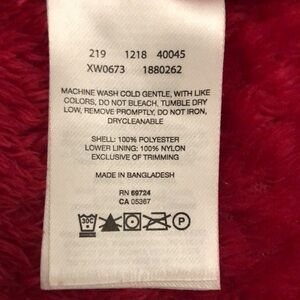 219 1218 40045
XW0673 1880262
MACHINE WASH COLD GENTLE, WITH LIKE
COLORS, DO NOT BLEACH, TUMBLE DRY
LOW, REMOVE PROMPTLY, DO NOT IRON,
DRYCLEANABLE
SHELL: 100% POLYESTER
LOWER LINING: 100% NYLON
EXCLUSIVE OF TRIMMING
MADE IN BANGLADESH
RN 69724
CA 05367
30C P